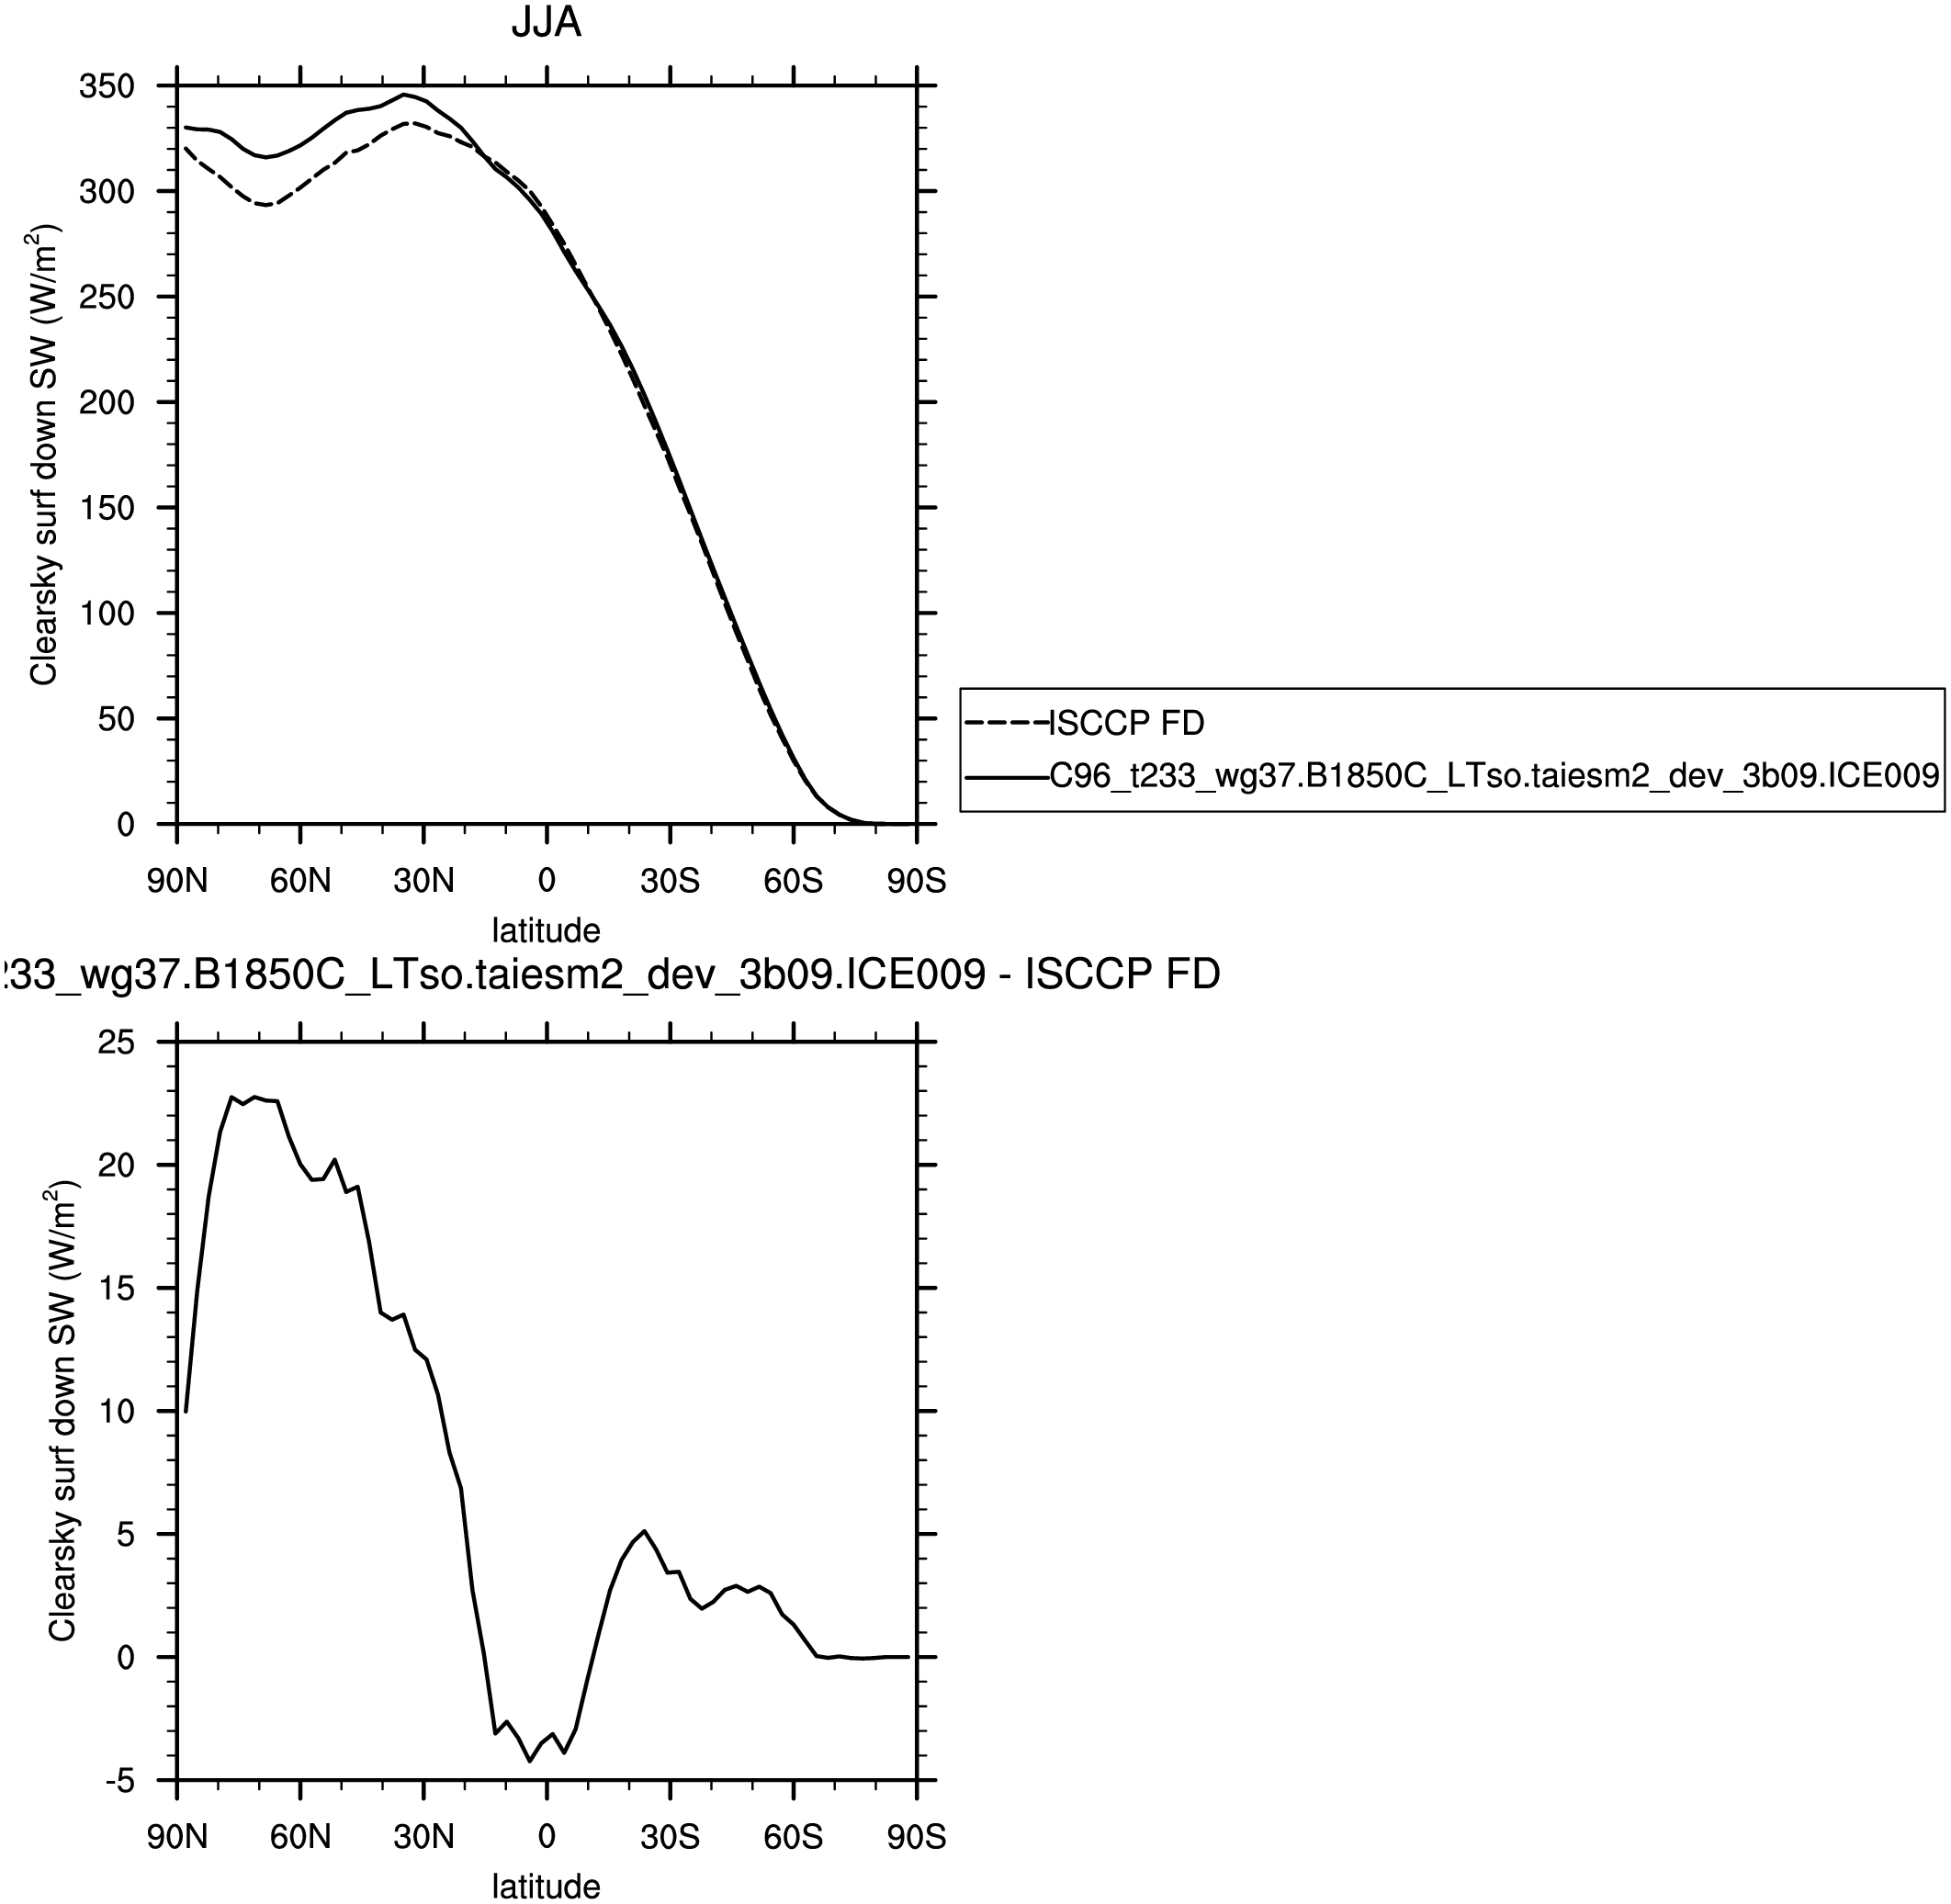 JJA
350
300
250
200
150
100
50
0
Clearsky surf down SW (W/m²)
90N 60N 30N 0 30S 60S 90S
latitude
ISCCP FD
C96_t233_wg37.B1850C_LTso.taiesm2_dev_3b09.ICE009
33_wg37.B1850C_LTso.taiesm2_dev_3b09.ICE009 - ISCCP FD
25
20
15
10
5
0
-5
Clearsky surf down SW (W/m²)
90N 60N 30N 0 30S 60S 90S
latitude